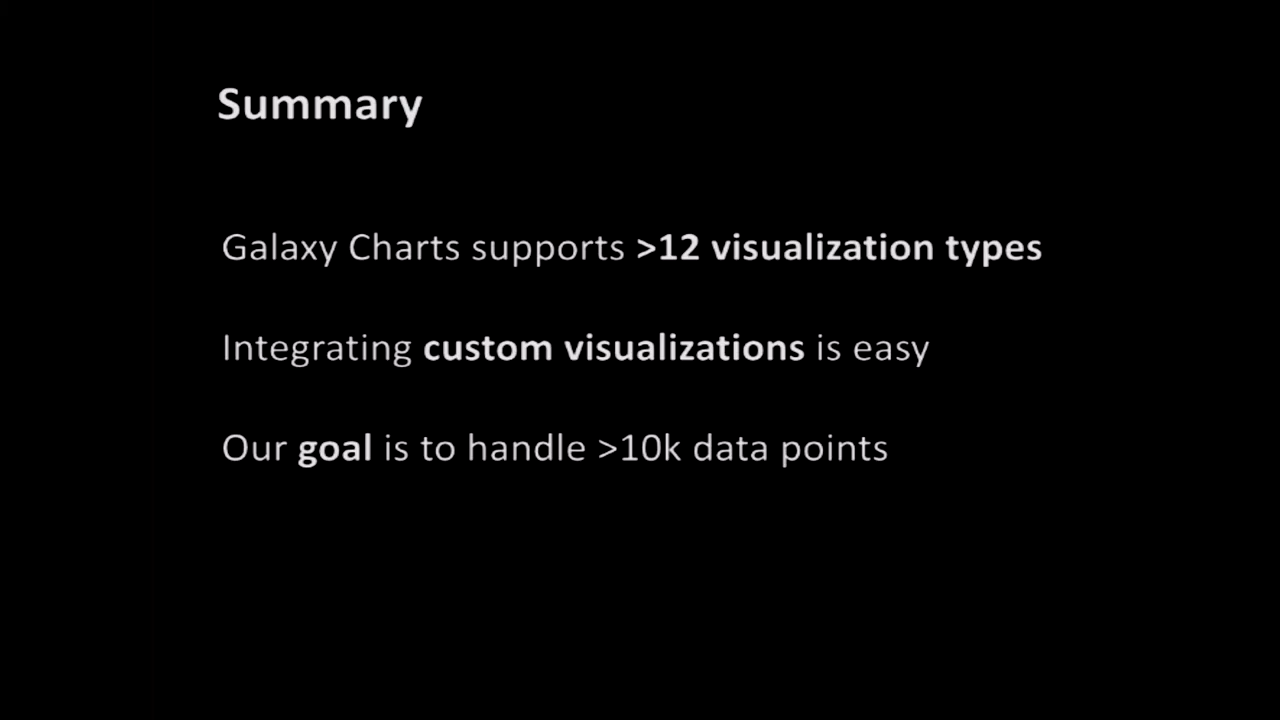 Summary
Galaxy Charts supports >12 visualization types
Integrating custom visualizations is easy
Our goal is to handle >10k data points